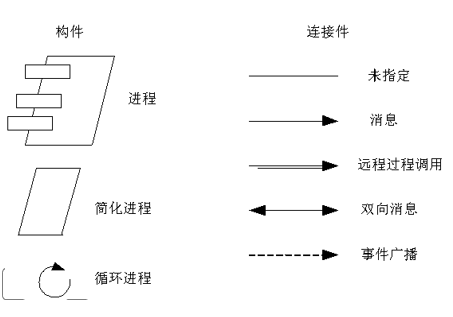 构件
进程
简化进程
循环进程
连接件
未指定
消息
远程过程调用
双向消息
事件广播